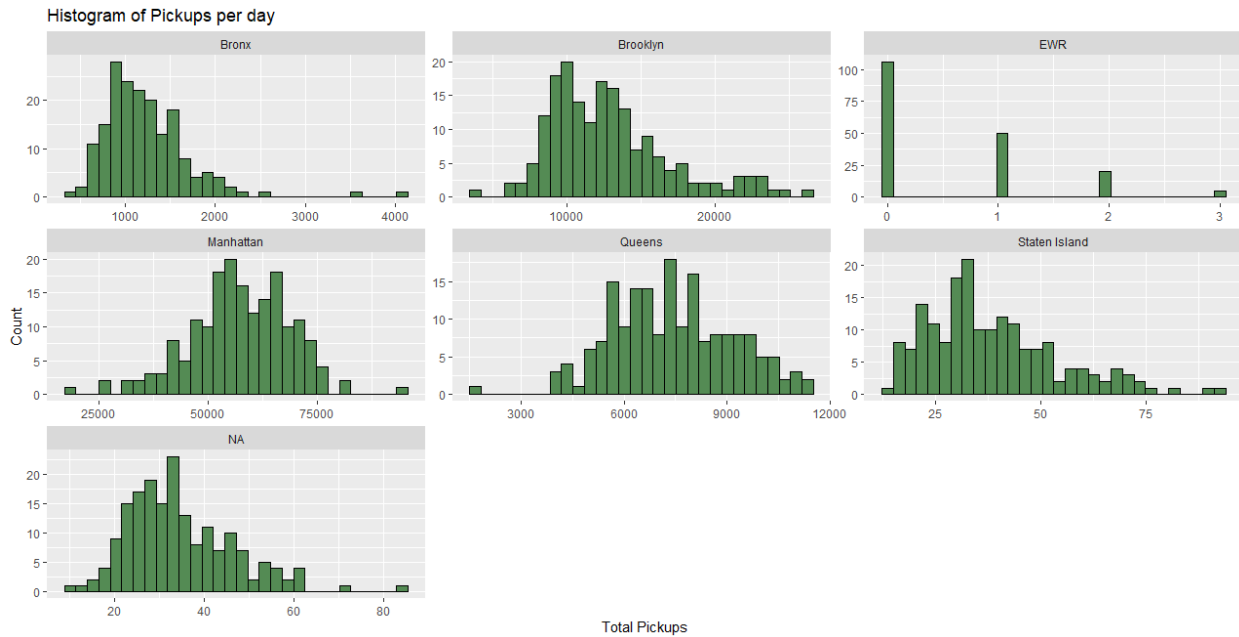 Histogram of Pickups per day
Bronx
Brooklyn
EWR
0 10 20
1000 2000 3000 4000
0 5 10 15 20
10000 20000
0 25 50 75 100
0 1 2 3
Manhattan
Queens
Staten Island
0 5 10 15 20
25000 50000 75000
0 5 10 15
3000 6000 9000 12000
0 5 10 15 20
25 50 75
NA
0 5 10 15 20
20 40 60 80
Count
Total Pickups